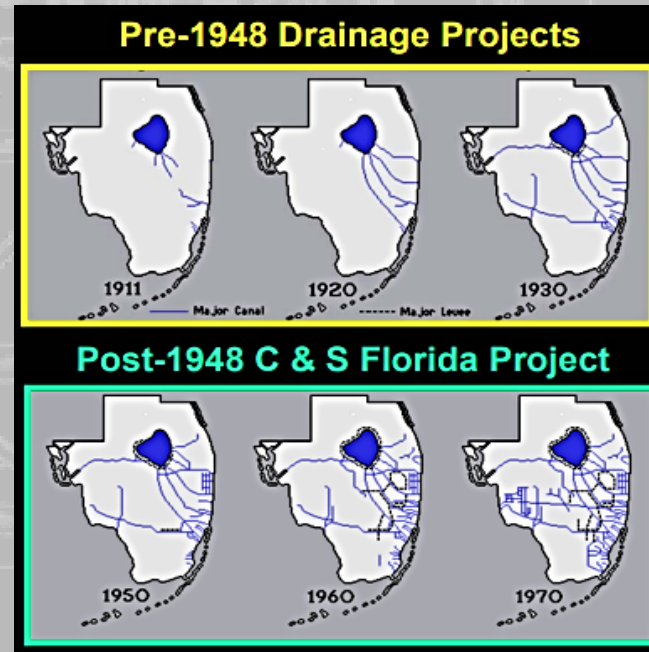 Pre-1948 Drainage Projects
1911
1920
1930
Major Canal
Major Levee
Post-1948 C & S Florida Project
1950
1960
1970